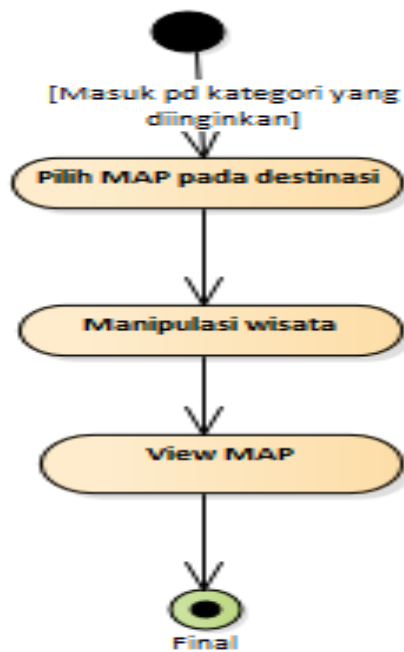 [Masuk pd kategori yang
diinginkan]
Pilih MAP pada destinasi
Manipulasi wisata
View MAP
Final